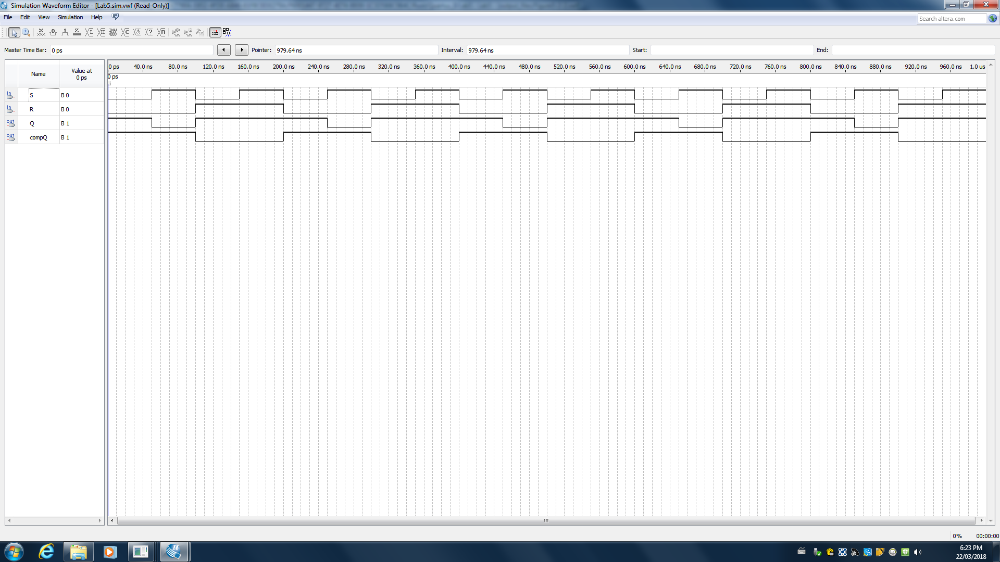 Simulation Waveform Editor - [Lab5.sim.vwf (Read-Only)]
File Edit View Simulation Help
Search altera.com
Master Time Bar: 0 ps Pointer: 979.64 ns Interval: 979.64 ns Start: End:
Name Value at 0 ps
0 ps 40.0 ns 80.0 ns 120.0 ns 160.0 ns 200.0 ns 240.0 ns 280.0 ns 320.0 ns 360.0 ns 400.0 ns 440.0 ns 480.0 ns 520.0 ns 560.0 ns 600.0 ns 640.0 ns 680.0 ns 720.0 ns 760.0 ns 800.0 ns 840.0 ns 880.0 ns 920.0 ns 960.0 ns 1.0 us
0 ps
in S B 0
in R B 0
out Q B 1
out compQ B 1
0% 00:00:00
6:23 PM
22/03/2018